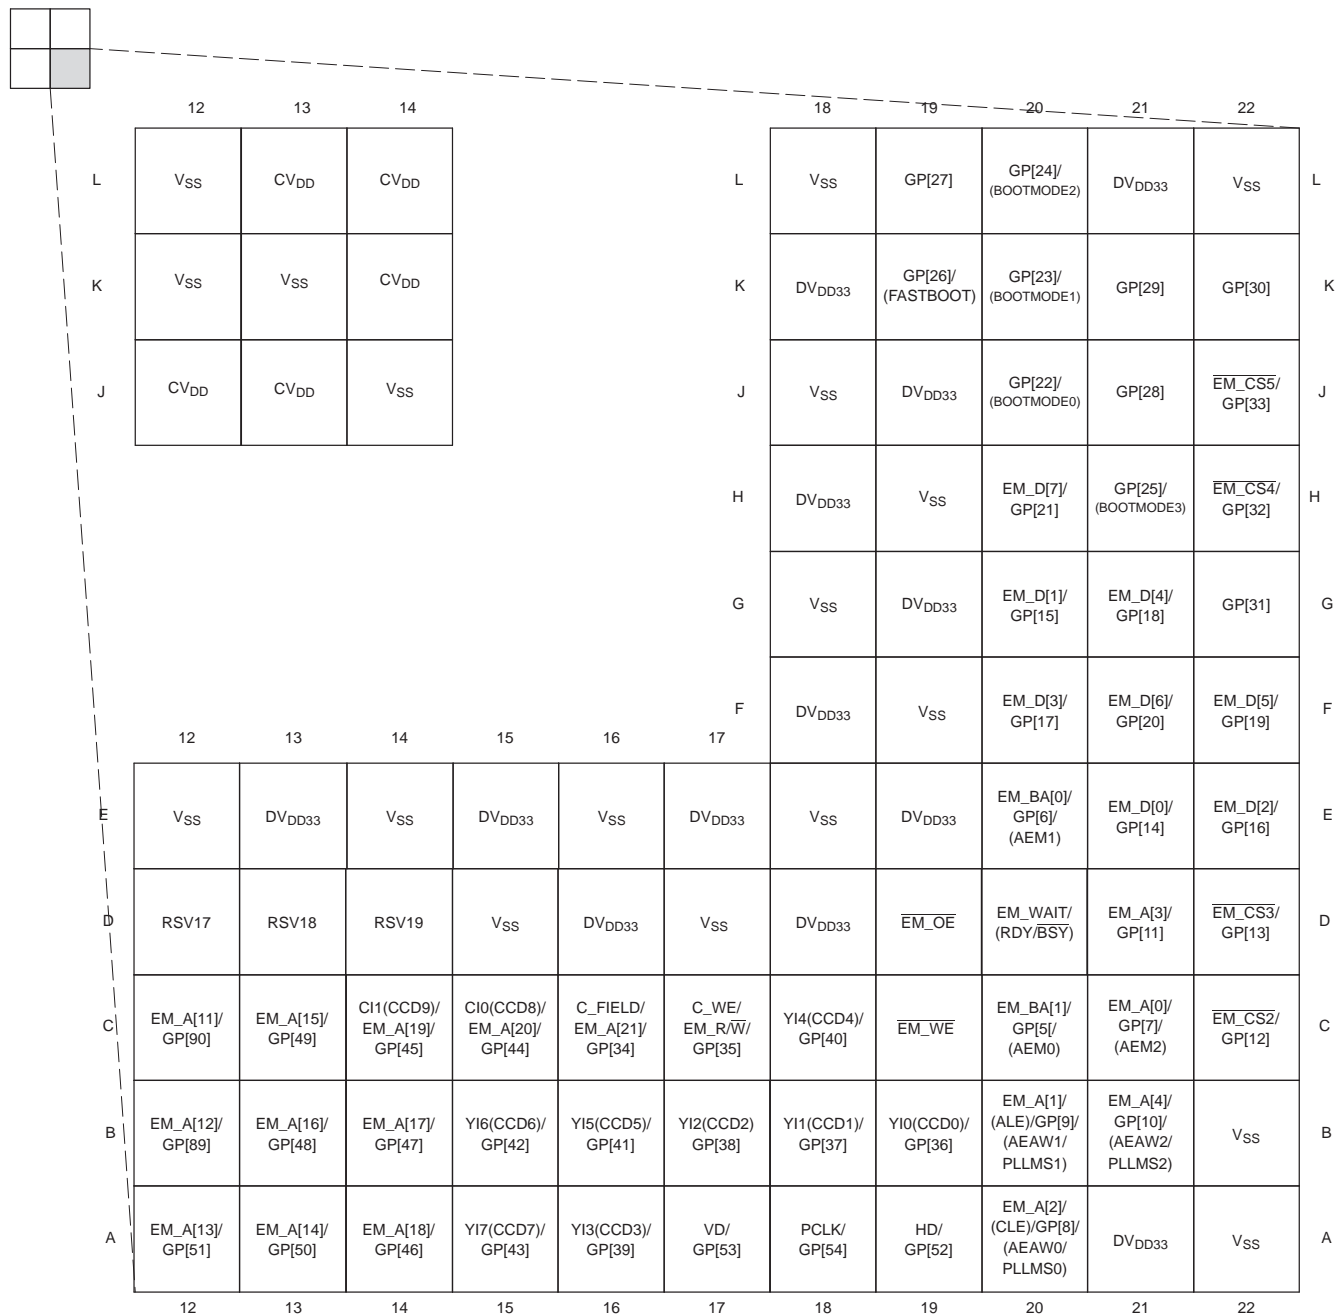 12 13 14 18 19 20 21 22
L VSS CVDD CVDD L VSS GP[27] GP[24]/ (BOOTMODE2) DVDD33 VSS L
K VSS VSS CVDD K DVDD33 GP[26]/ (FASTBOOT) GP[23]/ (BOOTMODE1) GP[29] GP[30] K
J CVDD CVDD VSS J VSS DVDD33 GP[22]/ (BOOTMODE0) GP[28] EM_CS5/ GP[33] J
H DVDD33 VSS EM_D[7]/ GP[21] GP[25]/ (BOOTMODE3) EM_CS4/ GP[32] H
G VSS DVDD33 EM_D[1]/ GP[15] EM_D[4]/ GP[18] GP[31] G
F DVDD33 VSS EM_D[3]/ GP[17] EM_D[6]/ GP[20] EM_D[5]/ GP[19] F
12 13 14 15 16 17
E VSS DVDD33 VSS DVDD33 VSS DVDD33 VSS DVDD33 EM_BA[0]/ GP[6]/ (AEM1) EM_D[0]/ GP[14] EM_D[2]/ GP[16] E
D RSV17 RSV18 RSV19 VSS DVDD33 VSS DVDD33 EM_OE EM_WAIT/ (RDY/BSY) EM_A[3]/ GP[11] EM_CS3/ GP[13] D
C EM_A[11]/ GP[90] EM_A[15]/ GP[49] CI1(CCD9)/ EM_A[19]/ GP[45] CI0(CCD8)/ EM_A[20]/ GP[44] C_FIELD/ EM_A[21]/ GP[34] C_WE/ EM_R/W/ GP[35] YI4(CCD4)/ GP[40] EM_WE EM_BA[1]/ GP[5[/ (AEM0) EM_A[0]/ GP[7]/ (AEM2) EM_CS2/ GP[12] C
B EM_A[12]/ GP[89] EM_A[16]/ GP[48] EM_A[17]/ GP[47] YI6(CCD6)/ GP[42] YI5(CCD5)/ GP[41] YI2(CCD2) GP[38] YI1(CCD1)/ GP[37] YI0(CCD0)/ GP[36] EM_A[1]/ (ALE)/GP[9]/ (AEAW1/ PLLMS1) EM_A[4]/ GP[10]/ (AEAW2/ PLLMS2) VSS B
A EM_A[13]/ GP[51] EM_A[14]/ GP[50] EM_A[18]/ GP[46] YI7(CCD7)/ GP[43] YI3(CCD3)/ GP[39] VD/ GP[53] PCLK/ GP[54] HD/ GP[52] EM_A[2]/ (CLE)/GP[8]/ (AEAW0/ PLLMS0) DVDD33 VSS A
12 13 14 15 16 17 18 19 20 21 22